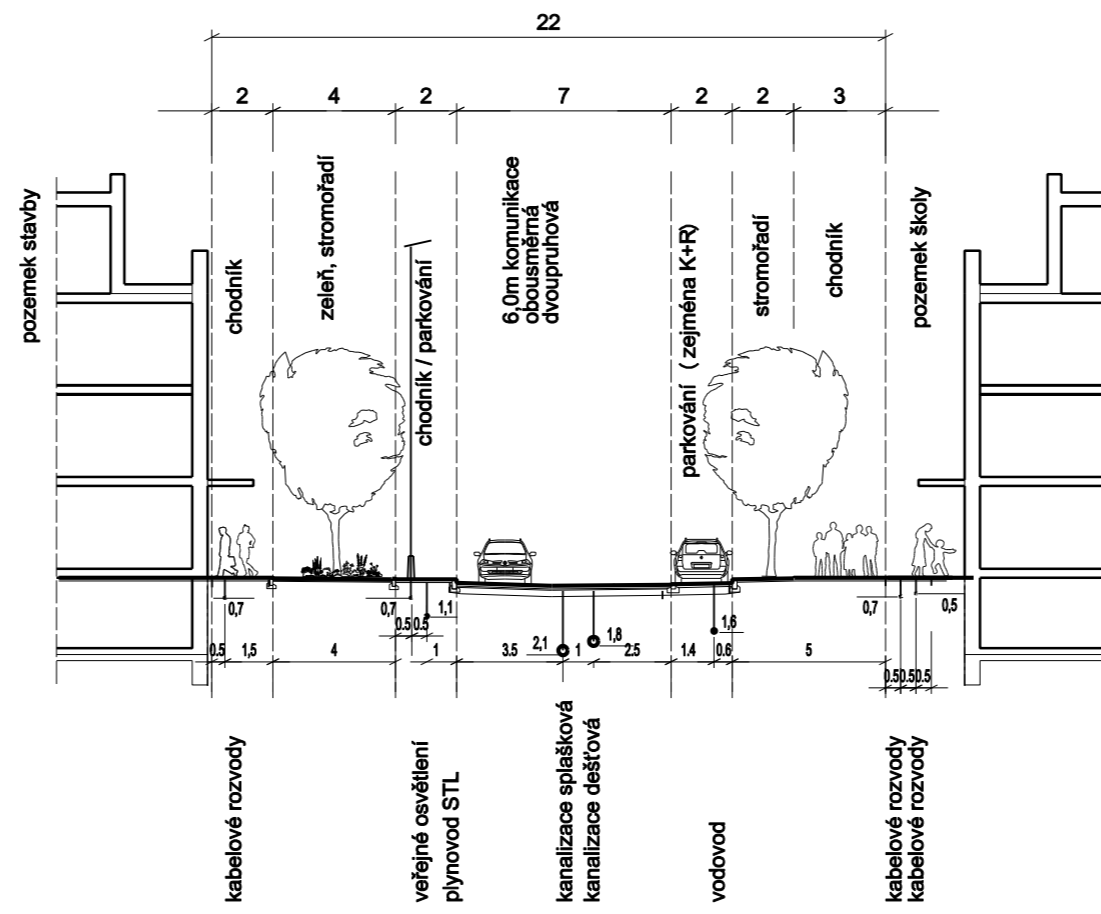 22
2 4 2 7 2 2 3
pozemek stavby
chodník
zeleň, stromořadí
chodník / parkování
6,0m komunikace
obousměrná
dvoupruhová
parkování ( zejména K+R)
stromořadí
chodník
pozemek školy
0,7 0,7 1,1 2,1 1,8 1,6 0,7 0,5
0.5 1,5 4 0.5 0.5 1 3.5 1 2.5 1.4 0.6 5 0.5 0.5 0.5
kabelové rozvody
veřejné osvětlení
plynovod STL
kanalizace splašková
kanalizace dešťová
vodovod
kabelové rozvody
kabelové rozvody